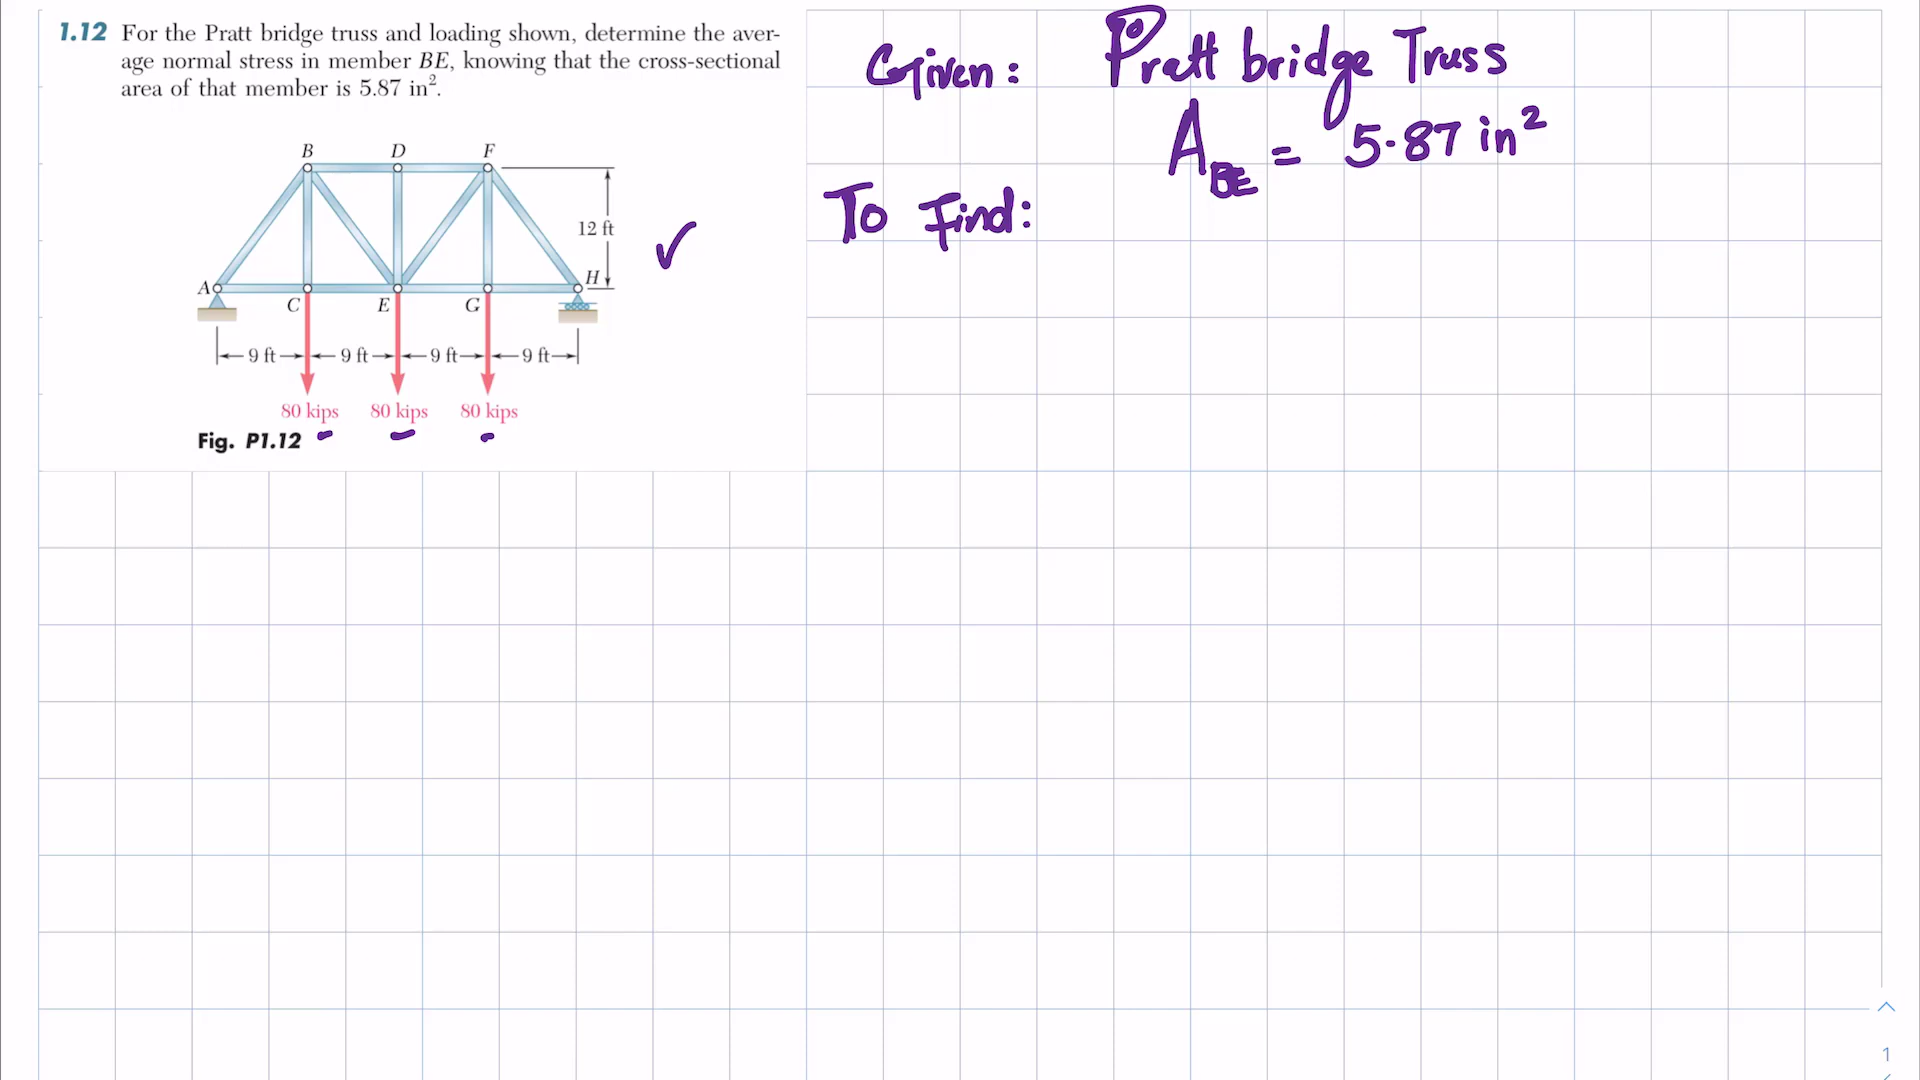 1.12 For the Pratt bridge truss and loading shown, determine the aver-
age normal stress in member BE, knowing that the cross-sectional
area of that member is 5.87 in².
B D F
12 ft
A C E G H
9 ft 9 ft 9 ft 9 ft
80 kips 80 kips 80 kips
Fig. P1.12
Given: Pratt bridge Truss
A_BE = 5.87 in²
To Find:
1